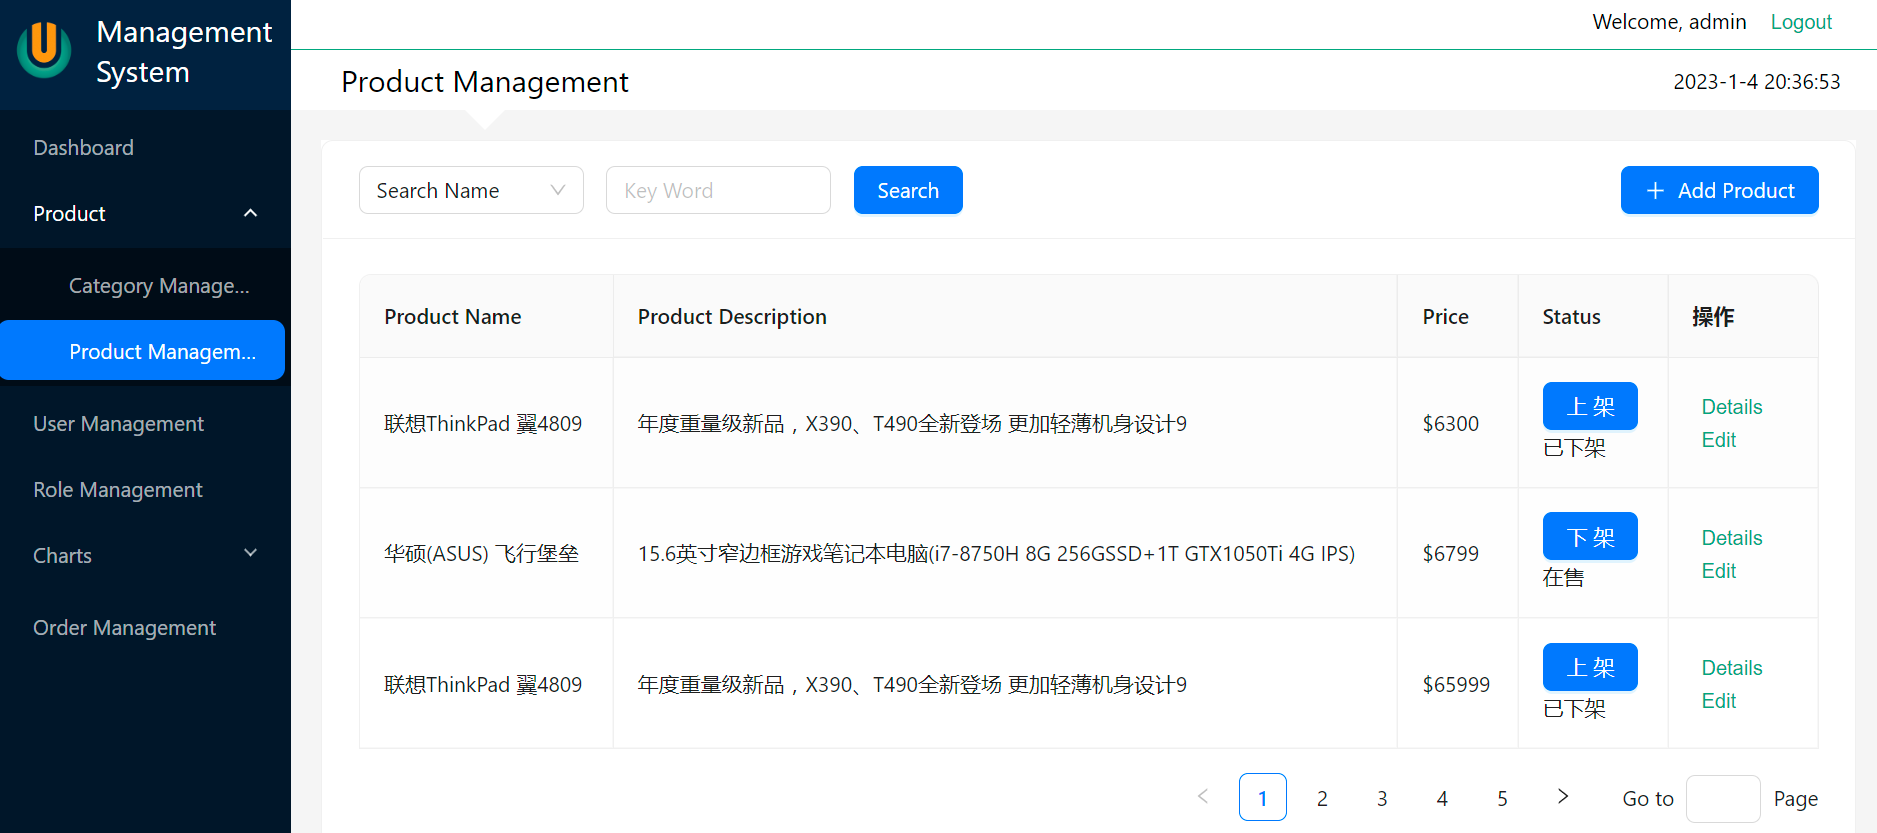 Management
System
Welcome, admin Logout
Product Management
2023-1-4 20:36:53
Dashboard
Product
Category Manage...
Product Managem...
User Management
Role Management
Charts
Order Management
Search Name
Key Word
Search
Add Product
Product Name Product Description Price Status 操作
联想ThinkPad 翼4809 年度重量级新品，X390、T490全新登场 更加轻薄机身设计9 $6300 上 架 Details
已下架 Edit
华硕(ASUS) 飞行堡垒 15.6英寸窄边框游戏笔记本电脑(i7-8750H 8G 256GSSD+1T GTX1050Ti 4G IPS) $6799 下 架 Details
在售 Edit
联想ThinkPad 翼4809 年度重量级新品，X390、T490全新登场 更加轻薄机身设计9 $65999 上 架 Details
已下架 Edit
1 2 3 4 5 Go to Page